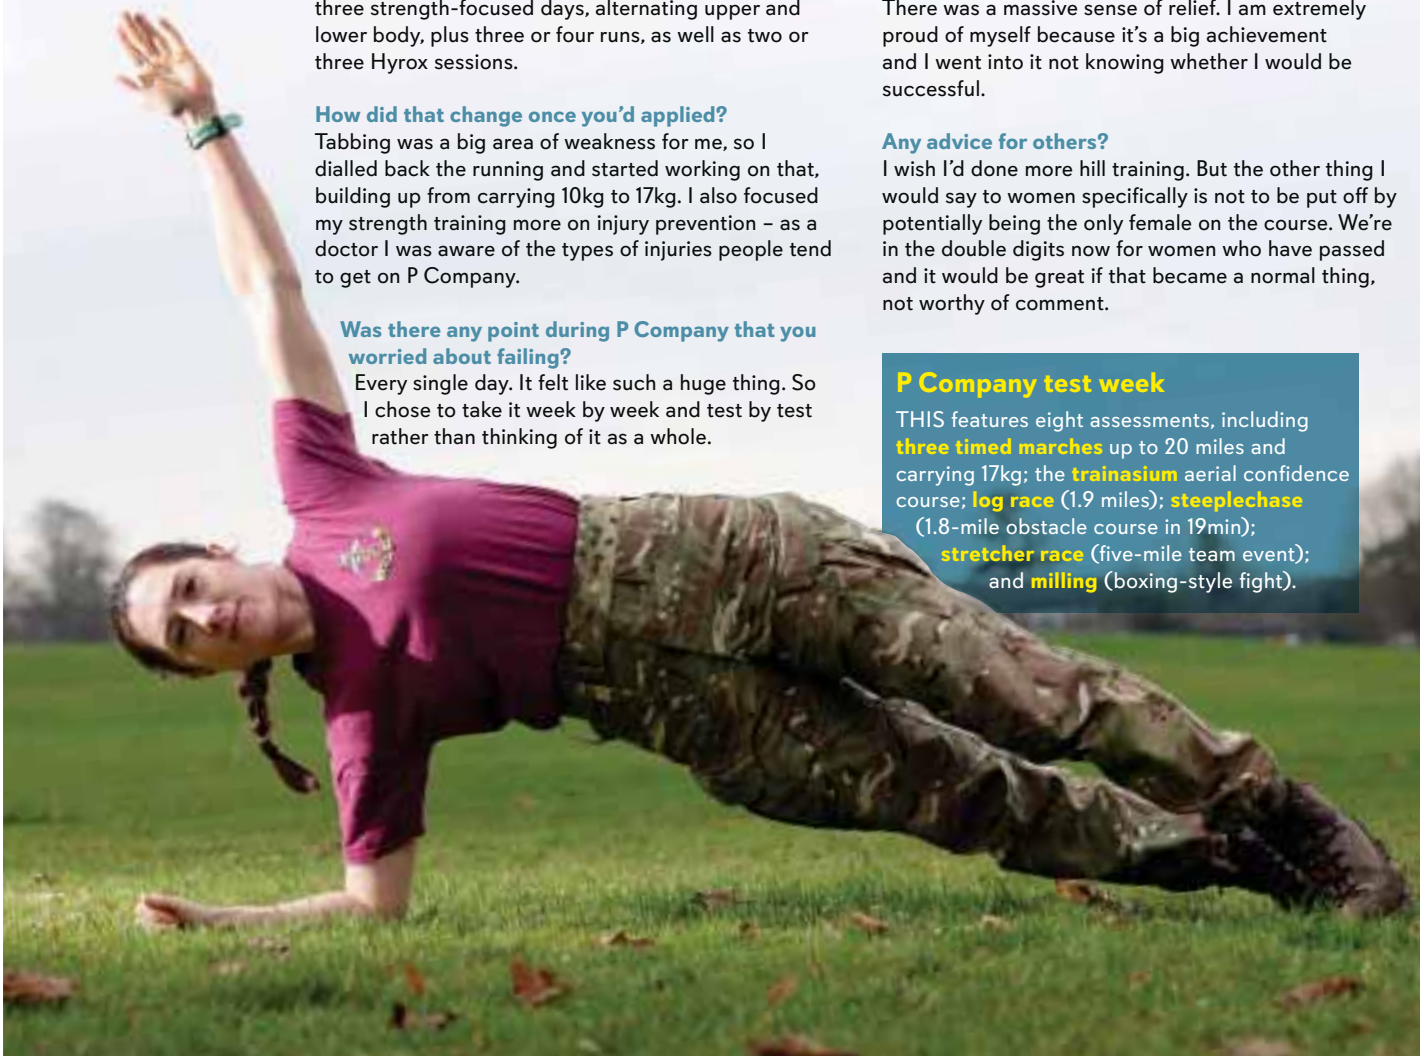 three strength-focused days, alternating upper and
lower body, plus three or four runs, as well as two or
three Hyrox sessions.
How did that change once you'd applied?
Tabbing was a big area of weakness for me, so I
dialled back the running and started working on that,
building up from carrying 10kg to 17kg. I also focused
my strength training more on injury prevention – as a
doctor I was aware of the types of injuries people tend
to get on P Company.
Was there any point during P Company that you
worried about failing?
Every single day. It felt like such a huge thing. So
I chose to take it week by week and test by test
rather than thinking of it as a whole.
There was a massive sense of relief. I am extremely
proud of myself because it's a big achievement
and I went into it not knowing whether I would be
successful.
Any advice for others?
I wish I'd done more hill training. But the other thing I
would say to women specifically is not to be put off by
potentially being the only female on the course. We're
in the double digits now for women who have passed
and it would be great if that became a normal thing,
not worthy of comment.
P Company test week
THIS features eight assessments, including
three timed marches up to 20 miles and
carrying 17kg; the trainasium aerial confidence
course; log race (1.9 miles); steeplechase
(1.8-mile obstacle course in 19min);
stretcher race (five-mile team event);
and milling (boxing-style fight).